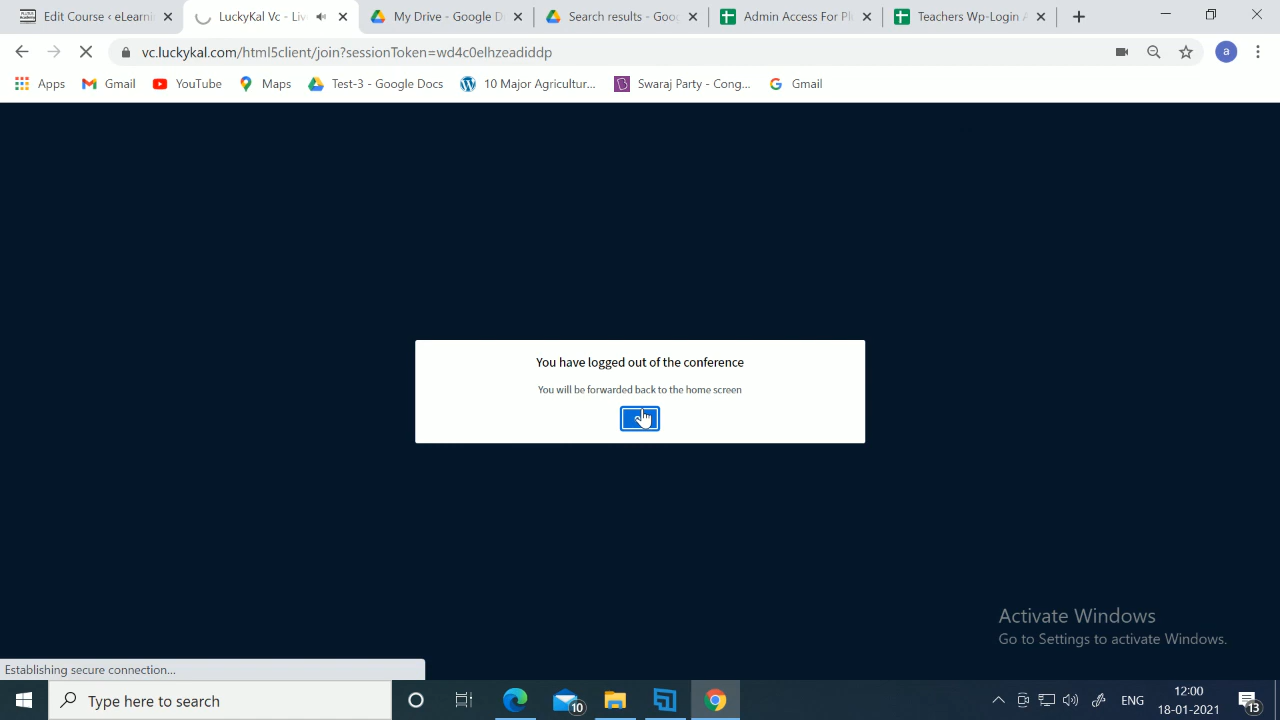 Edit Course: eLearni
LuckyKal Vc - Liv
My Drive - Google D
Search results - Goo
Admin Access For Pl
Teachers Wp Login A
vc.luckykal.com/html5client/join?sessionToken=wd4c0elhzeadiddp
a
Apps
Gmail
YouTube
Maps
Test-3 - Google Docs
10 Major Agricultur...
Swaraj Party - Cong...
Gmail
You have logged out of the conference
You will be forwarded back to the home screen
Activate Windows
Go to Settings to activate Windows.
Establishing secure connection...
Type here to search
10
ENG
12:00
18-01-2021
13